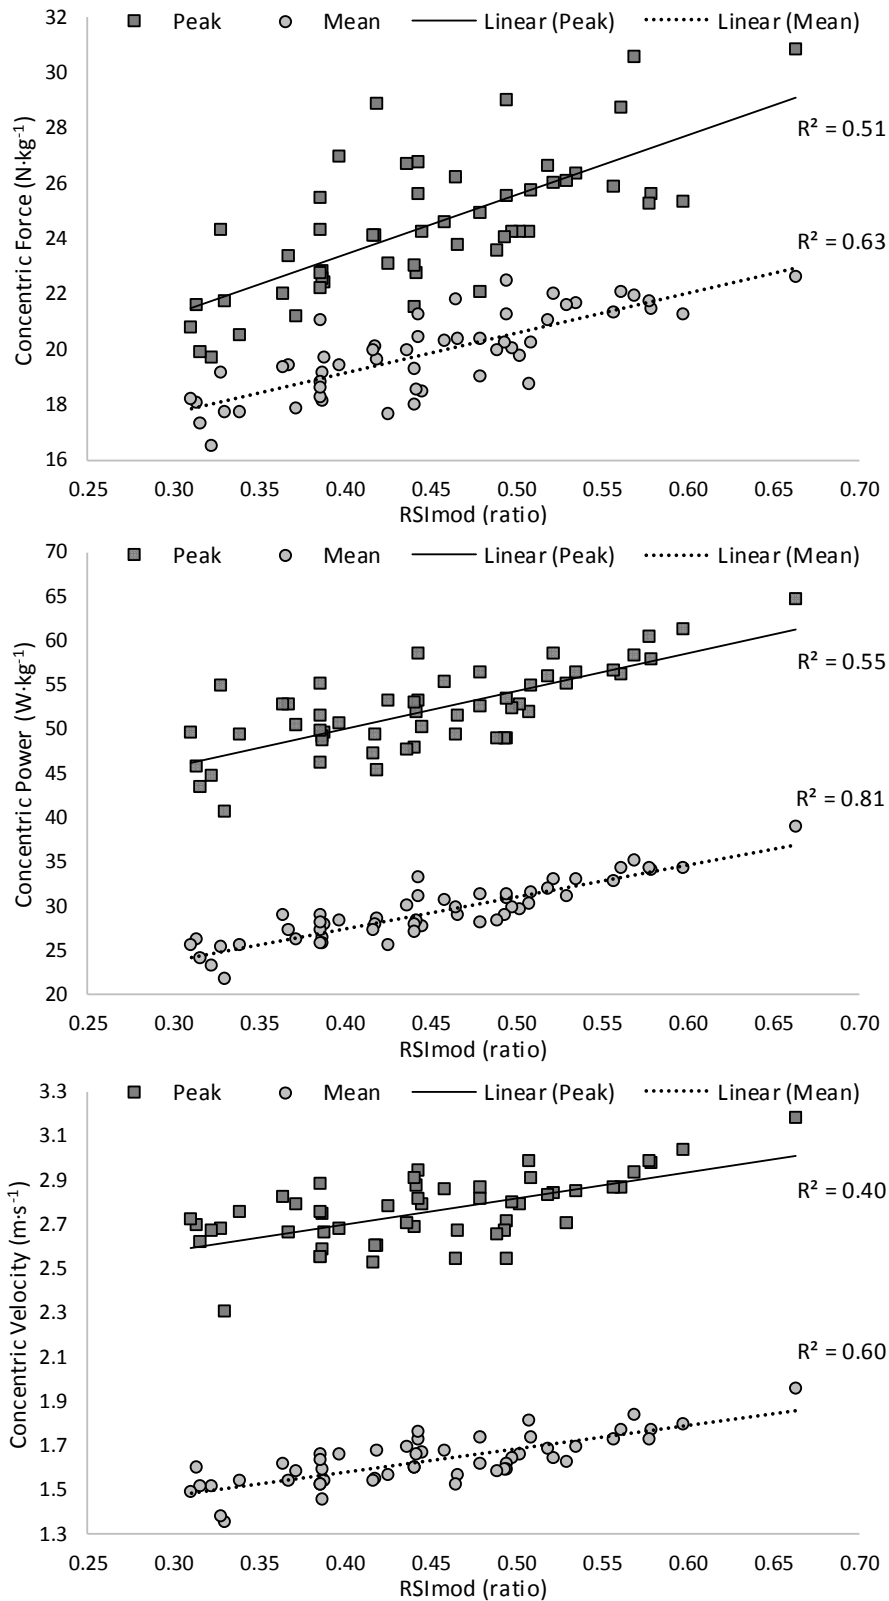 32
Peak Mean Linear (Peak) Linear (Mean)
30
28
R² = 0.51
26
24
R² = 0.63
22
20
18
16
Concentric Force (N·kg⁻¹)
0.25 0.30 0.35 0.40 0.45 0.50 0.55 0.60 0.65 0.70
RSImod (ratio)
70
Peak Mean Linear (Peak) Linear (Mean)
65
60
R² = 0.55
55
50
45
R² = 0.81
40
35
30
25
20
Concentric Power (W·kg⁻¹)
0.25 0.30 0.35 0.40 0.45 0.50 0.55 0.60 0.65 0.70
RSImod (ratio)
3.3
Peak Mean Linear (Peak) Linear (Mean)
3.1
2.9
R² = 0.40
2.7
2.5
2.3
2.1
R² = 0.60
1.9
1.7
1.5
1.3
Concentric Velocity (m·s⁻¹)
0.25 0.30 0.35 0.40 0.45 0.50 0.55 0.60 0.65 0.70
RSImod (ratio)